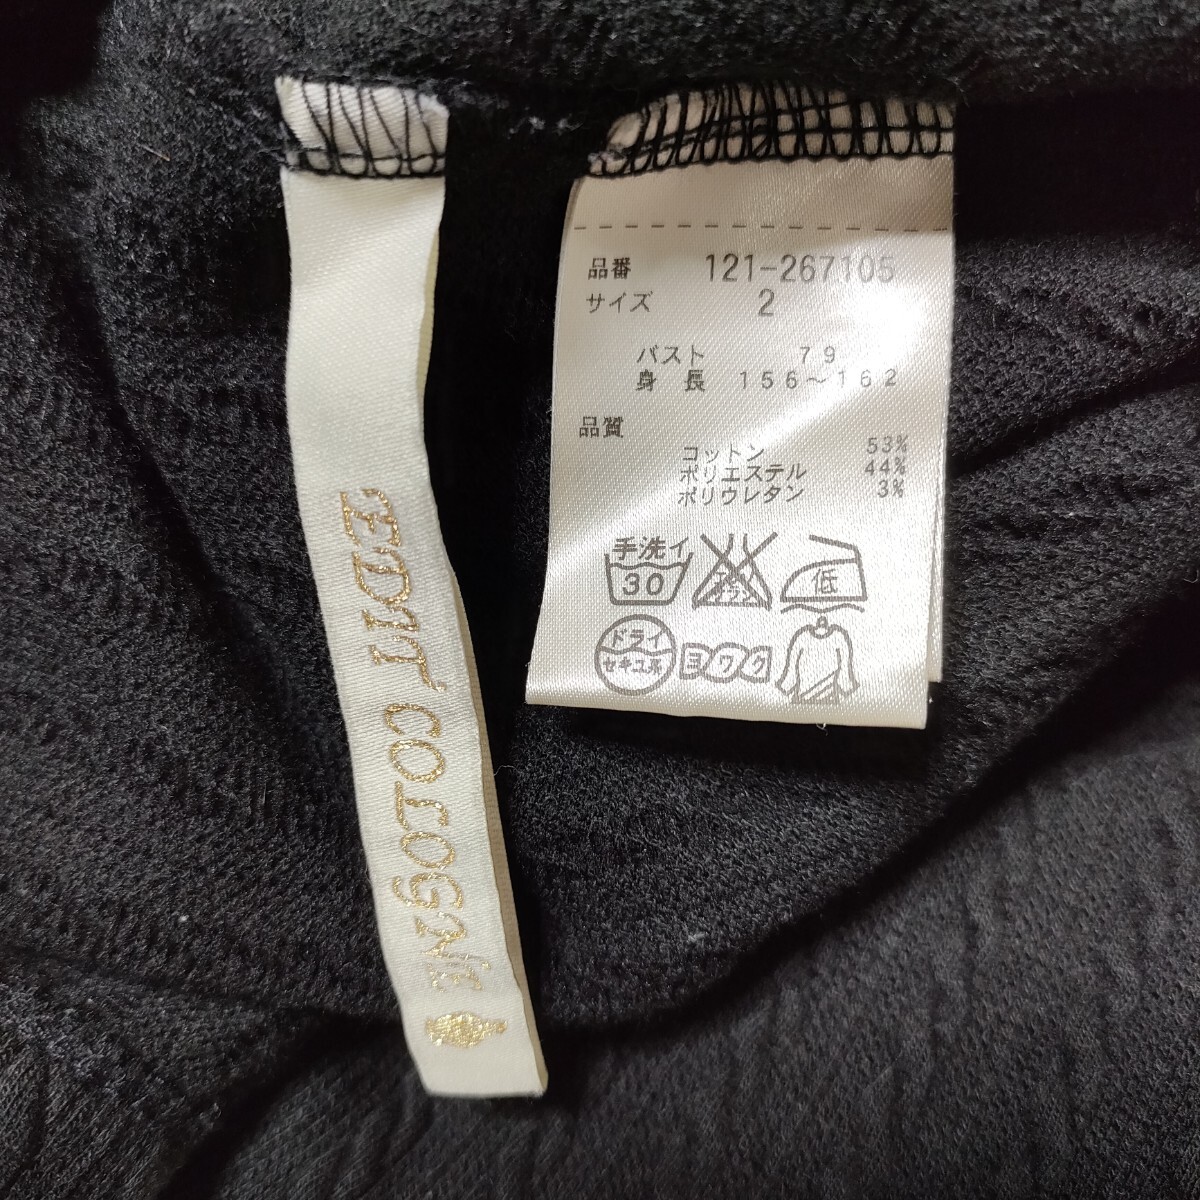 EDIT COLOGNE
品番 121-267105
サイズ 2
バスト 79
身長 156~162
品質
コットン 53%
ポリエステル 44%
ポリウレタン 3%
手洗イ 30
低
ドライ セキユ系
ヨワク